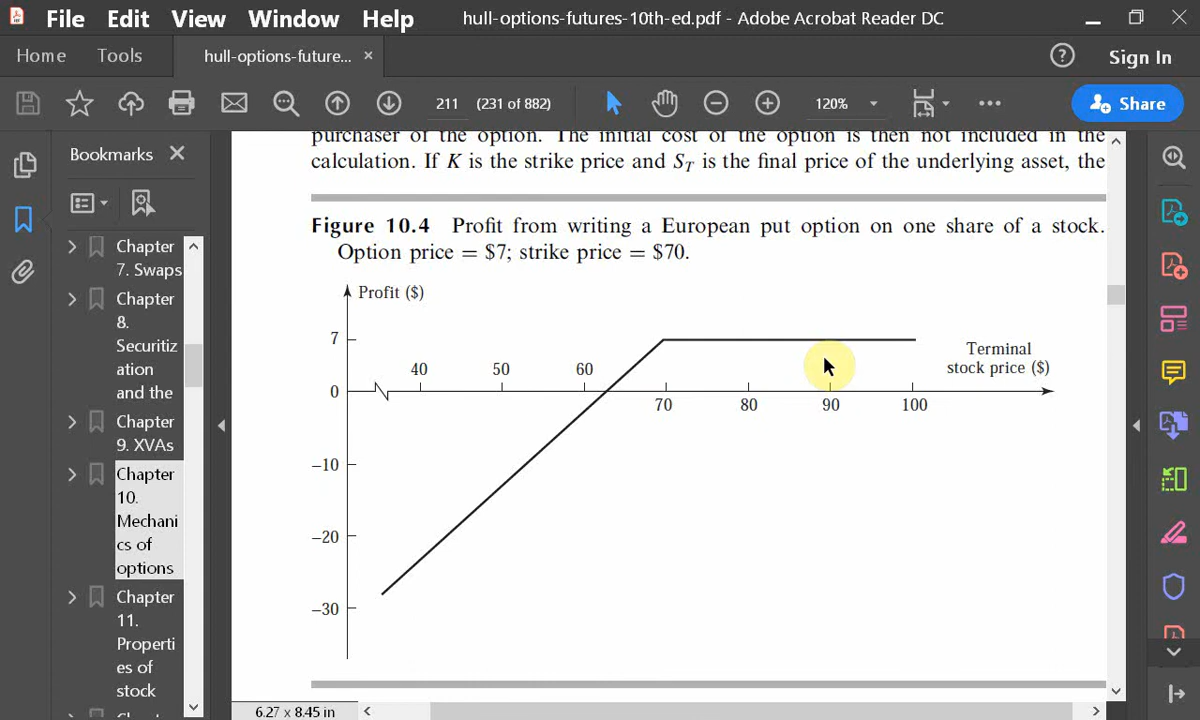 File Edit View Window Help
hull-options-futures-10th-ed.pdf - Adobe Acrobat Reader DC
Home Tools
hull-options-future... ×
Sign In
211 (231 of 882)
120%
Share
Bookmarks
Chapter
7. Swaps
Chapter
8.
Securitiz
ation
and the
Chapter
9. XVAs
Chapter
10.
Mechani
cs of
options
Chapter
11.
Properti
es of
stock
purchaser of the option. The initial cost of the option is then not included in the
calculation. If K is the strike price and S_T is the final price of the underlying asset, the
Figure 10.4 Profit from writing a European put option on one share of a stock.
Option price = $7; strike price = $70.
Profit ($)
7
0
−10
−20
−30
40 50 60
70 80 90 100
Terminal
stock price ($)
6.27 x 8.45 in